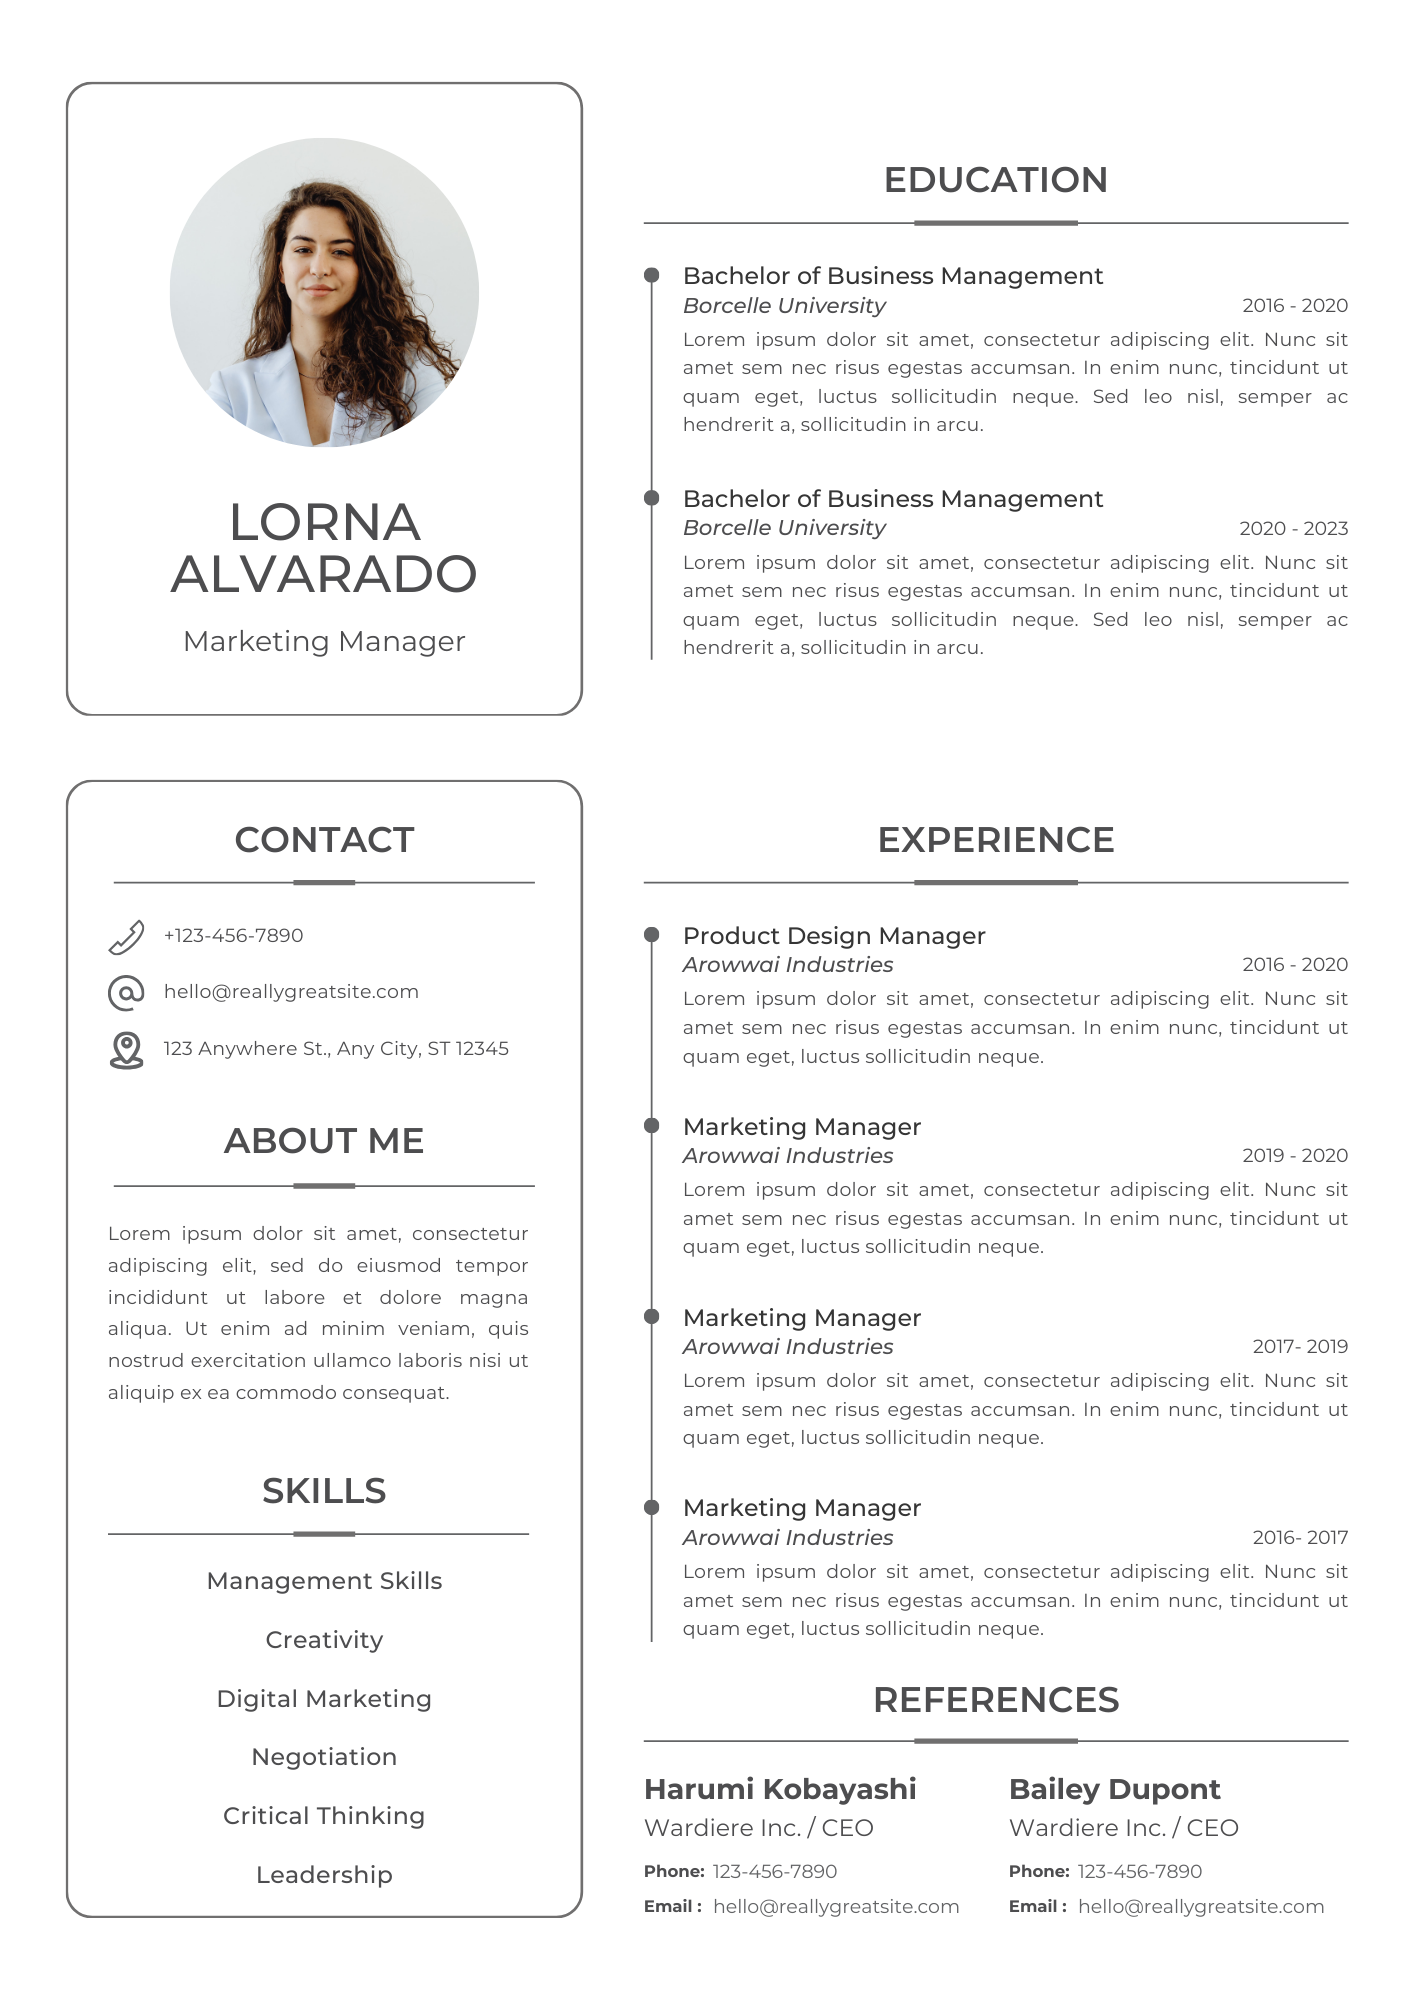 LORNA
ALVARADO
Marketing Manager
EDUCATION
Bachelor of Business Management
Borcelle University
2016 - 2020
Lorem ipsum dolor sit amet, consectetur adipiscing elit. Nunc sit
amet sem nec risus egestas accumsan. In enim nunc, tincidunt ut
quam eget, luctus sollicitudin neque. Sed leo nisl, semper ac
hendrerit a, sollicitudin in arcu.
Bachelor of Business Management
Borcelle University
2020 - 2023
Lorem ipsum dolor sit amet, consectetur adipiscing elit. Nunc sit
amet sem nec risus egestas accumsan. In enim nunc, tincidunt ut
quam eget, luctus sollicitudin neque. Sed leo nisl, semper ac
hendrerit a, sollicitudin in arcu.
CONTACT
+123-456-7890
hello@reallygreatsite.com
123 Anywhere St., Any City, ST 12345
ABOUT ME
Lorem ipsum dolor sit amet, consectetur
adipiscing elit, sed do eiusmod tempor
incididunt ut labore et dolore magna
aliqua. Ut enim ad minim veniam, quis
nostrud exercitation ullamco laboris nisi ut
aliquip ex ea commodo consequat.
SKILLS
Management Skills
Creativity
Digital Marketing
Negotiation
Critical Thinking
Leadership
EXPERIENCE
Product Design Manager
Arowwai Industries
2016 - 2020
Lorem ipsum dolor sit amet, consectetur adipiscing elit. Nunc sit
amet sem nec risus egestas accumsan. In enim nunc, tincidunt ut
quam eget, luctus sollicitudin neque.
Marketing Manager
Arowwai Industries
2019 - 2020
Lorem ipsum dolor sit amet, consectetur adipiscing elit. Nunc sit
amet sem nec risus egestas accumsan. In enim nunc, tincidunt ut
quam eget, luctus sollicitudin neque.
Marketing Manager
Arowwai Industries
2017- 2019
Lorem ipsum dolor sit amet, consectetur adipiscing elit. Nunc sit
amet sem nec risus egestas accumsan. In enim nunc, tincidunt ut
quam eget, luctus sollicitudin neque.
Marketing Manager
Arowwai Industries
2016- 2017
Lorem ipsum dolor sit amet, consectetur adipiscing elit. Nunc sit
amet sem nec risus egestas accumsan. In enim nunc, tincidunt ut
quam eget, luctus sollicitudin neque.
REFERENCES
Harumi Kobayashi
Wardiere Inc. / CEO
Phone: 123-456-7890
Email : hello@reallygreatsite.com
Bailey Dupont
Wardiere Inc. / CEO
Phone: 123-456-7890
Email : hello@reallygreatsite.com